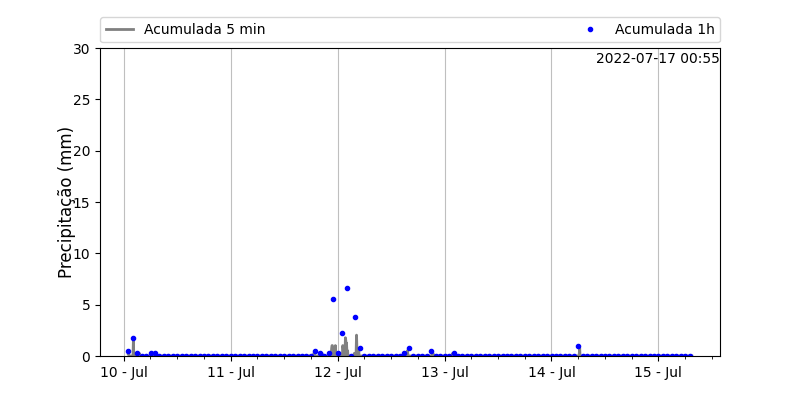 Acumulada 5 min
Acumulada 1h
2022-07-17 00:55
Precipitação (mm)
30
25
20
15
10
5
0
10 - Jul
11 - Jul
12 - Jul
13 - Jul
14 - Jul
15 - Jul